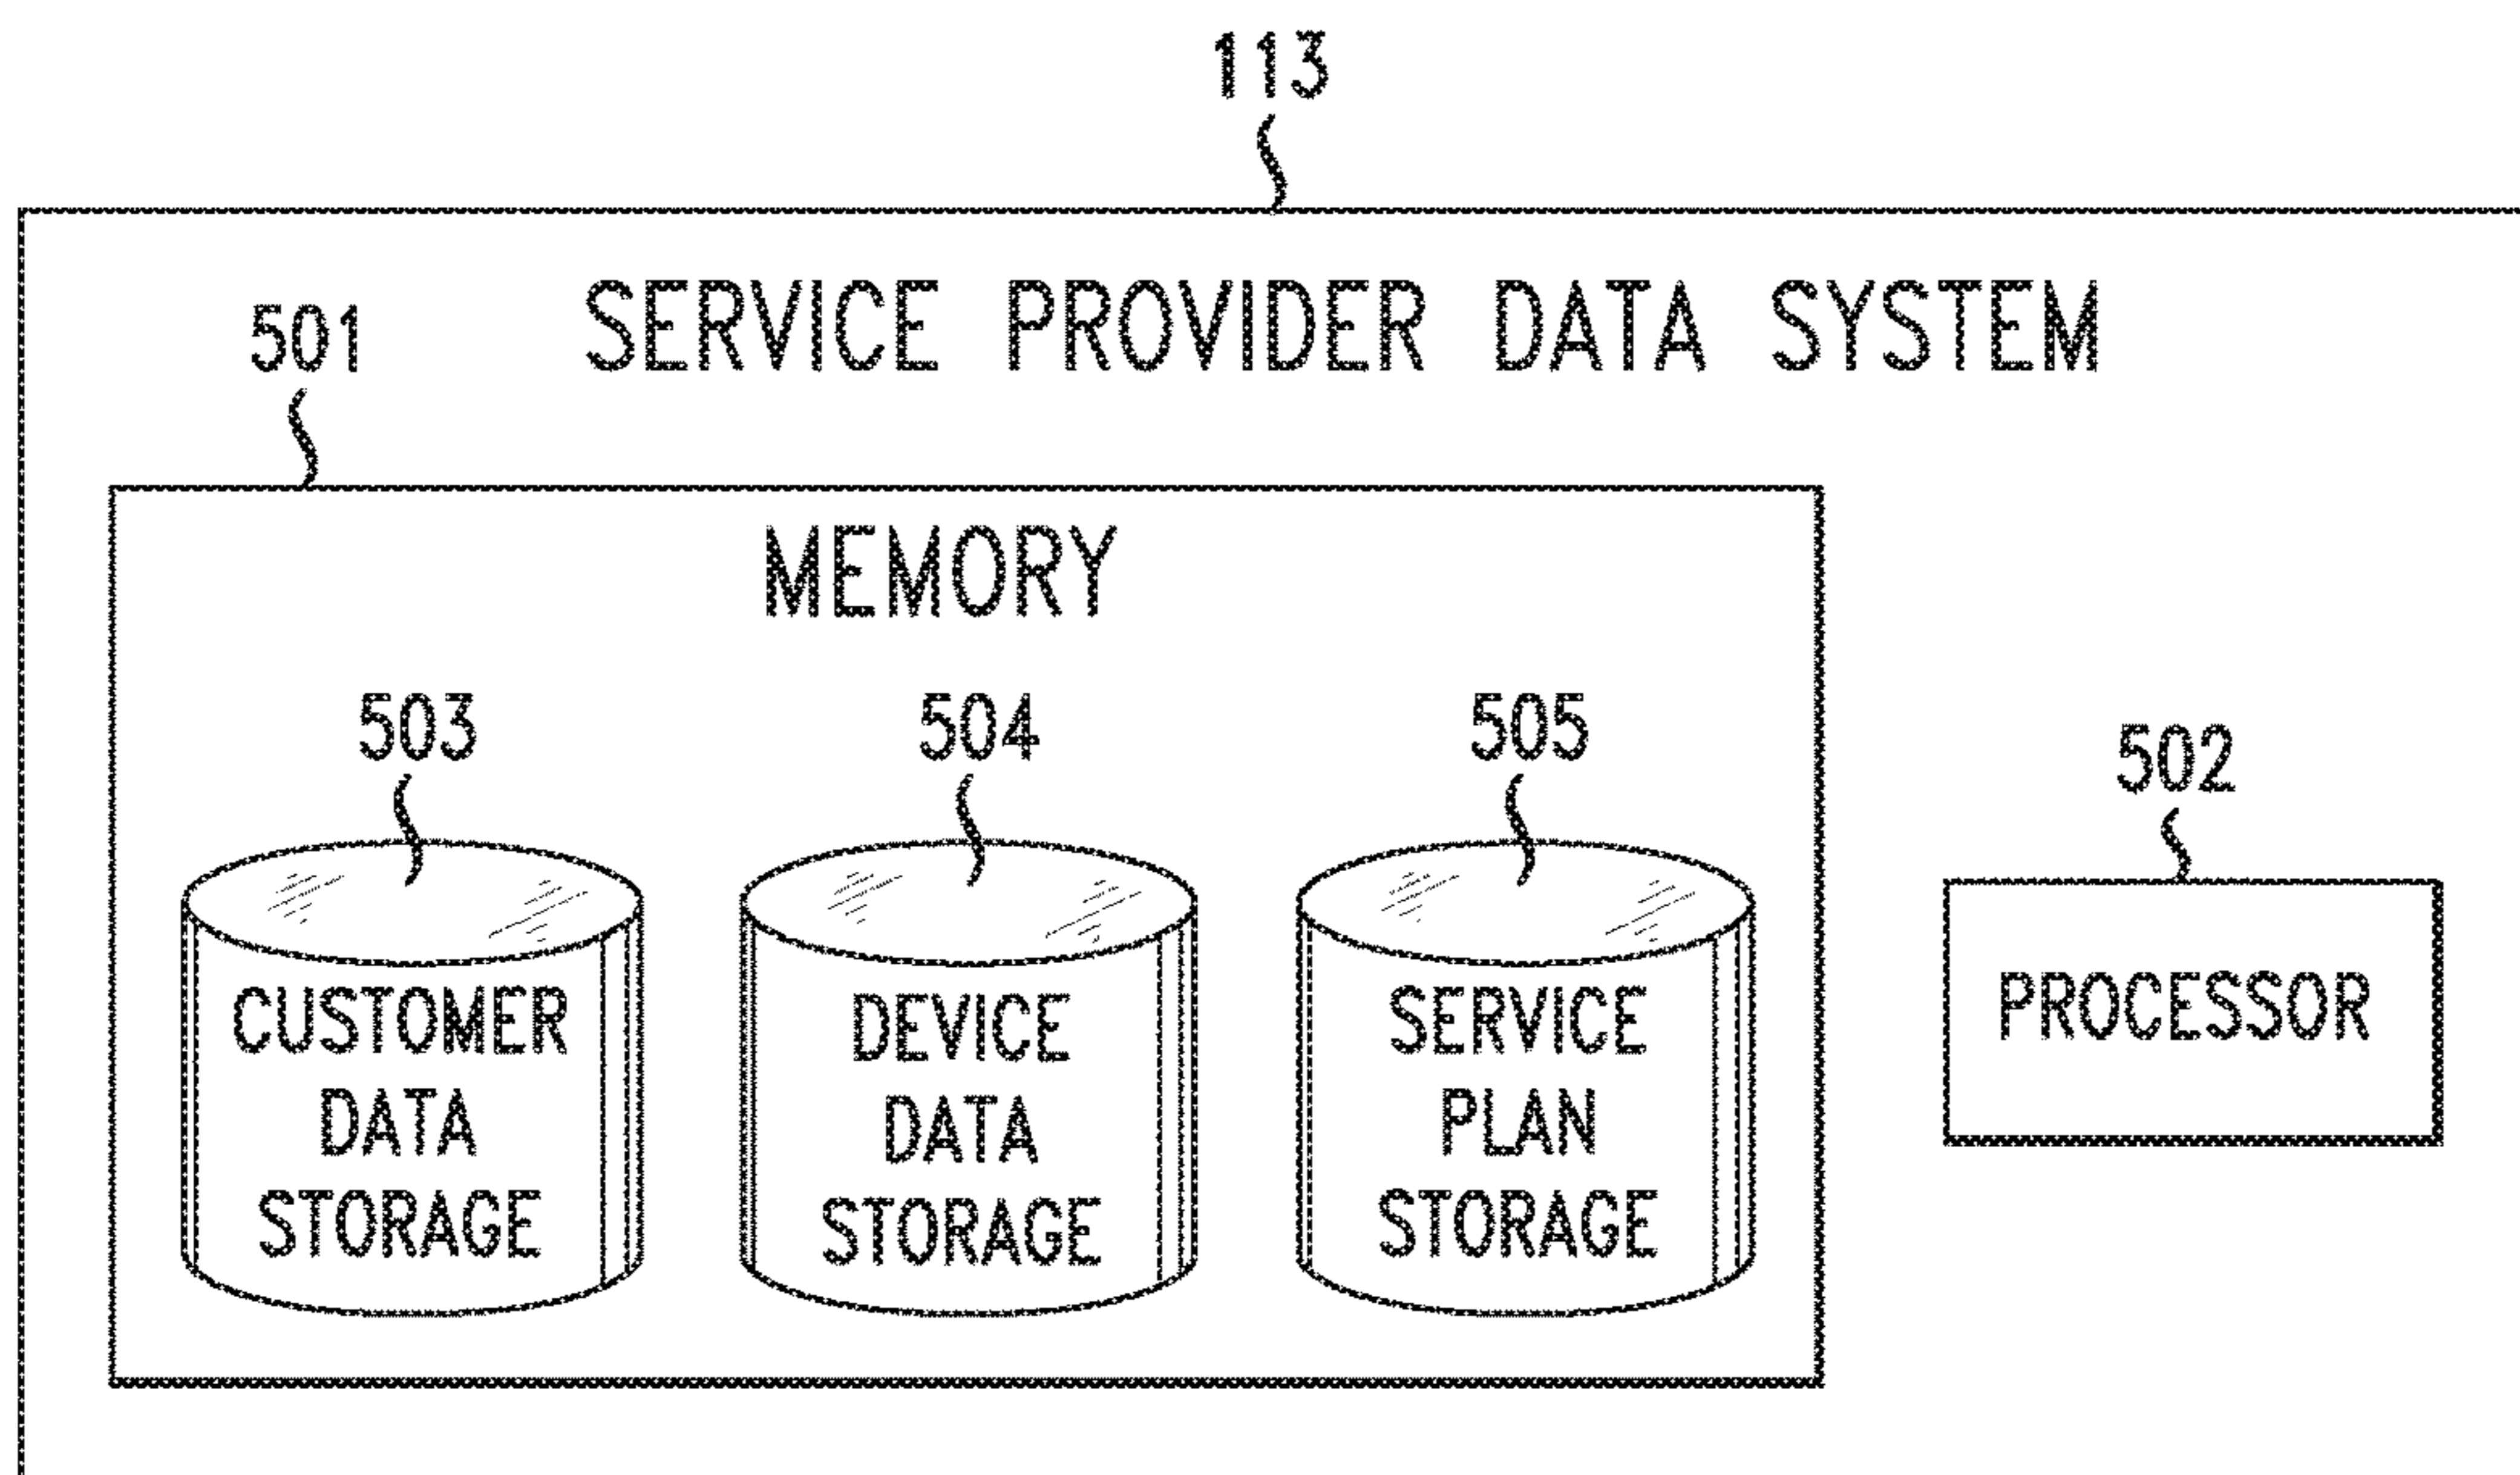 113
501
SERVICE PROVIDER DATA SYSTEM
MEMORY
503
504
505
502
CUSTOMER
DATA
STORAGE
DEVICE
DATA
STORAGE
SERVICE
PLAN
STORAGE
PROCESSOR